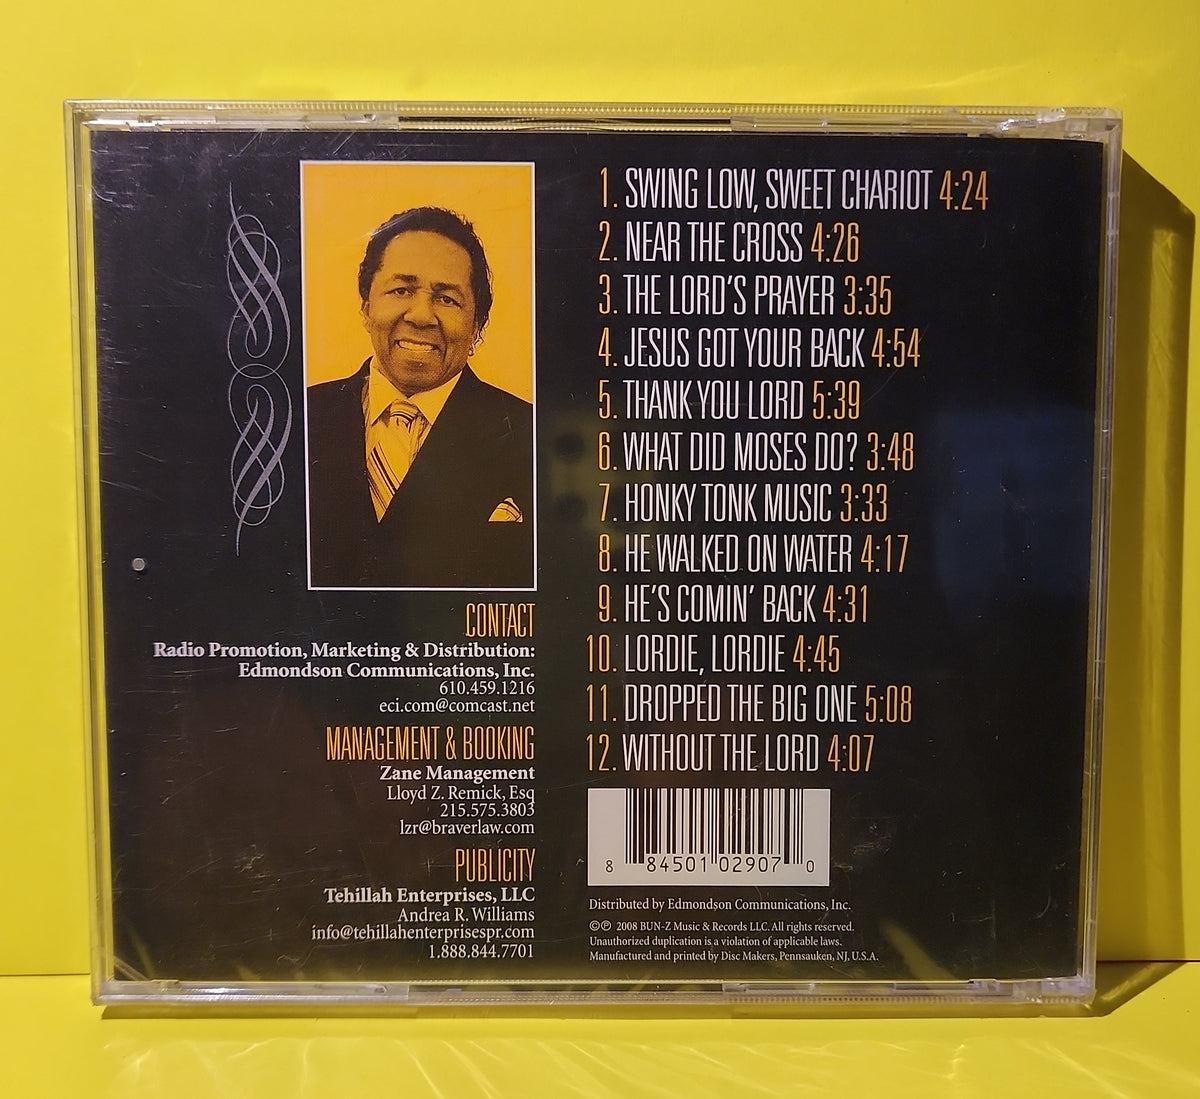 1. SWING LOW, SWEET CHARIOT 4:24
2. NEAR THE CROSS 4:26
3. THE LORD'S PRAYER 3:35
4. JESUS GOT YOUR BACK 4:54
5. THANK YOU LORD 5:39
6. WHAT DID MOSES DO? 3:48
7. HONKY TONK MUSIC 3:33
8. HE WALKED ON WATER 4:17
9. HE'S COMIN' BACK 4:31
10. LORDIE, LORDIE 4:45
11. DROPPED THE BIG ONE 5:08
12. WITHOUT THE LORD 4:07
CONTACT
Radio Promotion, Marketing & Distribution:
Edmondson Communications, Inc.
610.459.1216
eci.com@comcast.net
MANAGEMENT & BOOKING
Zane Management
Lloyd Z. Remick, Esq
215.575.3803
lzr@braverlaw.com
PUBLICITY
Tehillah Enterprises, LLC
Andrea R. Williams
info@tehillahenterprisespr.com
1.888.844.7701
8 84501 02907 0
Distributed by Edmondson Communications, Inc.
©℗ 2008 BUN-Z Music & Records LLC. All rights reserved.
Unauthorized duplication is a violation of applicable laws.
Manufactured and printed by Disc Makers, Pennsauken, NJ, U.S.A.